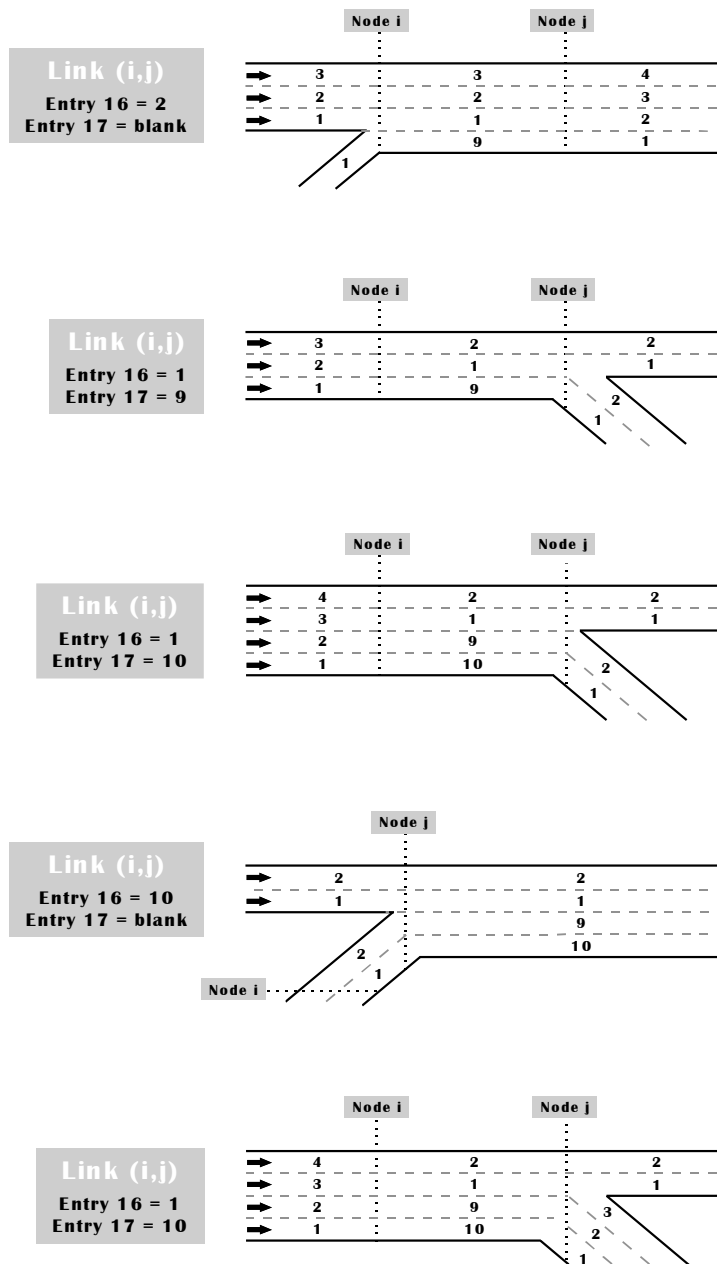 Node i Node j
Link (i,j)
Entry 16 = 2
Entry 17 = blank
3 3 4
2 2 3
1 1 2
9 1
1
Node i Node j
Link (i,j)
Entry 16 = 1
Entry 17 = 9
3 2 2
2 1 1
1 9
2
1
Node i Node j
Link (i,j)
Entry 16 = 1
Entry 17 = 10
4 2 2
3 1 1
2 9
1 10
2
1
Node j
Link (i,j)
Entry 16 = 10
Entry 17 = blank
2 2
1 1
9
10
2
1
Node i
Node i Node j
Link (i,j)
Entry 16 = 1
Entry 17 = 10
4 2 2
3 1 1
2 9
1 10
3
2
1